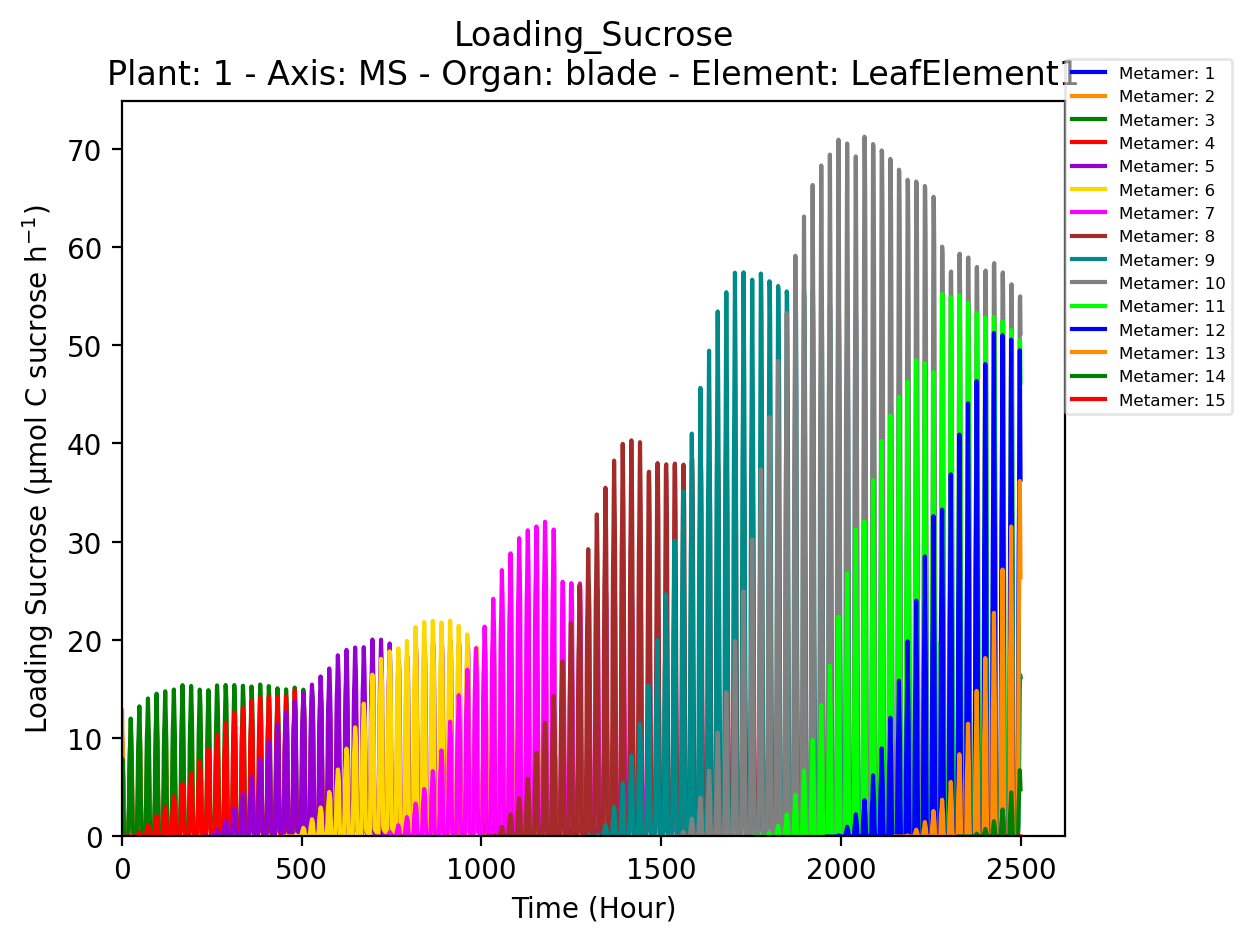 Loading_Sucrose
Plant: 1 - Axis: MS - Organ: blade - Element: LeafElement1
Metamer: 1
Metamer: 2
Metamer: 3
Metamer: 4
Metamer: 5
Metamer: 6
Metamer: 7
Metamer: 8
Metamer: 9
Metamer: 10
Metamer: 11
Metamer: 12
Metamer: 13
Metamer: 14
Metamer: 15
Loading Sucrose (µmol C sucrose h⁻¹)
70
60
50
40
30
20
10
0
0 500 1000 1500 2000 2500
Time (Hour)